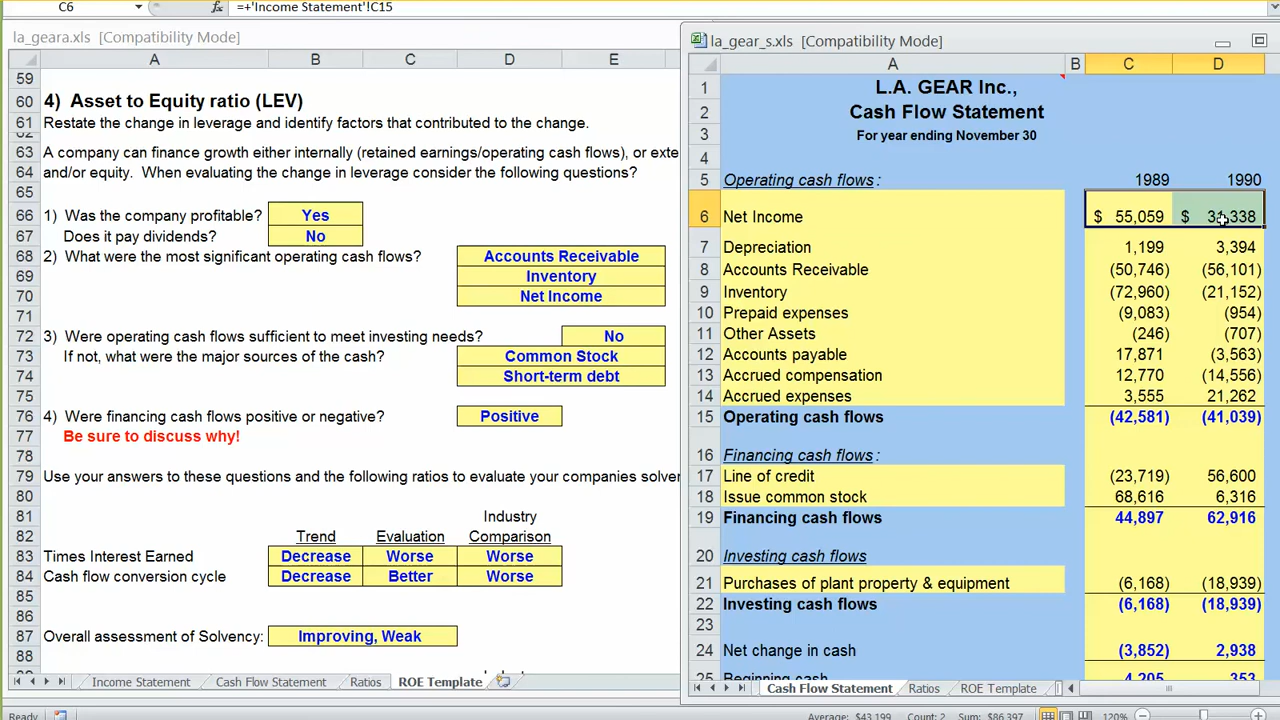 C6 fx =+'Income Statement'!C15
la_geara.xls [Compatibility Mode]
A B C D E
59
60 4) Asset to Equity ratio (LEV)
61 Restate the change in leverage and identify factors that contributed to the change.
62
63 A company can finance growth either internally (retained earnings/operating cash flows), or exte
64 and/or equity. When evaluating the change in leverage consider the following questions?
65
66 1) Was the company profitable? Yes
67 Does it pay dividends? No
68 2) What were the most significant operating cash flows? Accounts Receivable
69 Inventory
70 Net Income
71
72 3) Were operating cash flows sufficient to meet investing needs? No
73 If not, what were the major sources of the cash? Common Stock
74 Short-term debt
75
76 4) Were financing cash flows positive or negative? Positive
77 Be sure to discuss why!
78
79 Use your answers to these questions and the following ratios to evaluate your companies solver
80
81 Industry
82 Trend Evaluation Comparison
83 Times Interest Earned Decrease Worse Worse
84 Cash flow conversion cycle Decrease Better Worse
85
86
87 Overall assessment of Solvency: Improving, Weak
88
Income Statement Cash Flow Statement Ratios ROE Template
la_gear_s.xls [Compatibility Mode]
A B C D
1 L.A. GEAR Inc.,
2 Cash Flow Statement
3 For year ending November 30
4
5 Operating cash flows : 1989 1990
6 Net Income $ 55,059 $ 31,338
7 Depreciation 1,199 3,394
8 Accounts Receivable (50,746) (56,101)
9 Inventory (72,960) (21,152)
10 Prepaid expenses (9,083) (954)
11 Other Assets (246) (707)
12 Accounts payable 17,871 (3,563)
13 Accrued compensation 12,770 (14,556)
14 Accrued expenses 3,555 21,262
15 Operating cash flows (42,581) (41,039)
16 Financing cash flows :
17 Line of credit (23,719) 56,600
18 Issue common stock 68,616 6,316
19 Financing cash flows 44,897 62,916
20 Investing cash flows
21 Purchases of plant property & equipment (6,168) (18,939)
22 Investing cash flows (6,168) (18,939)
23
24 Net change in cash (3,852) 2,938
25 Beginning cash 4,205 353
Cash Flow Statement Ratios ROE Template
Ready Average: $43,199 Count: 2 Sum: $86,397 120%